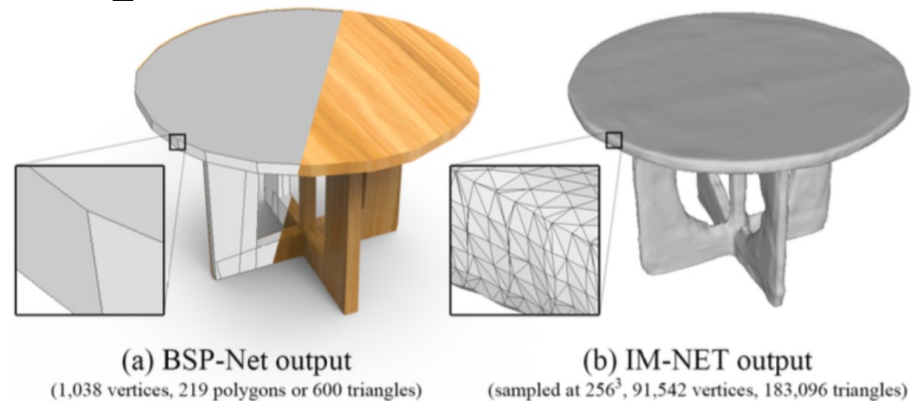 (a) BSP-Net output
(1,038 vertices, 219 polygons or 600 triangles)
(b) IM-NET output
(sampled at 256³, 91,542 vertices, 183,096 triangles)